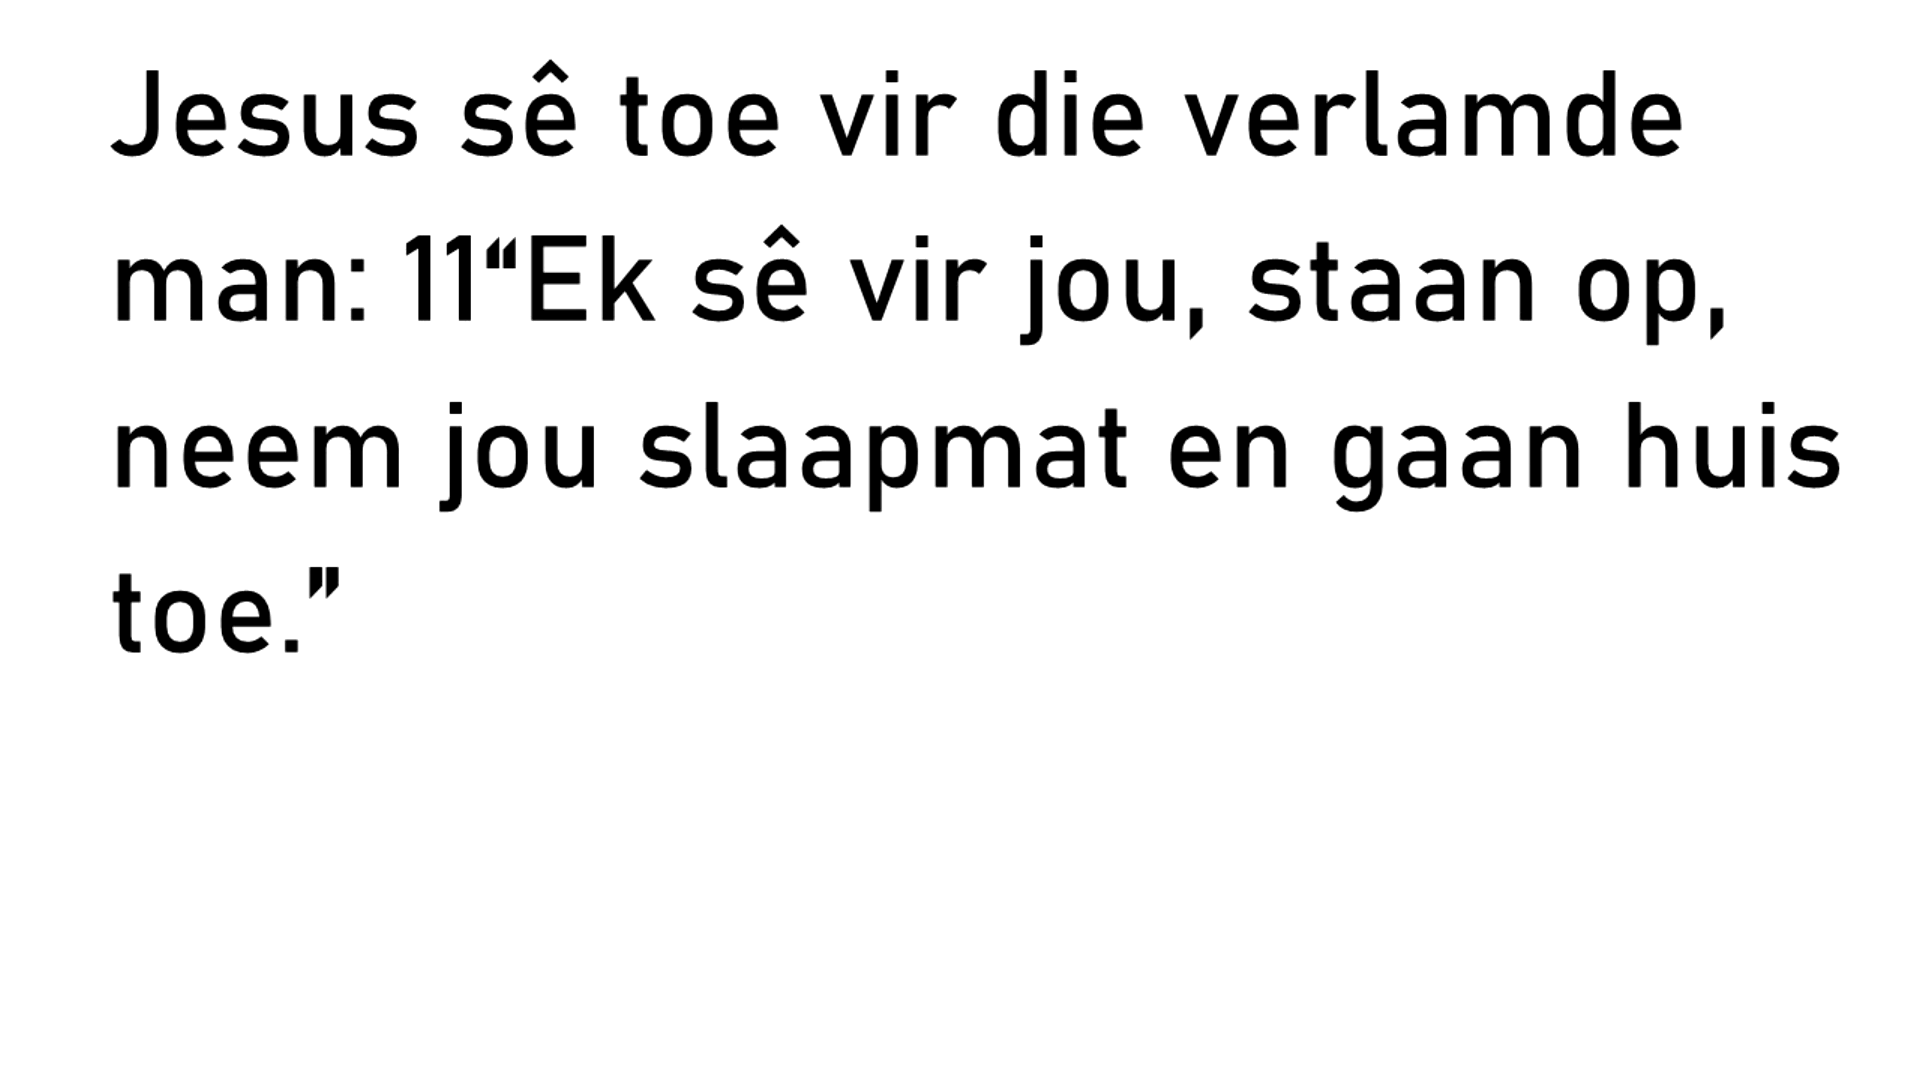 Jesus sê toe vir die verlamde
man: 11“Ek sê vir jou, staan op,
neem jou slaapmat en gaan huis
toe.”